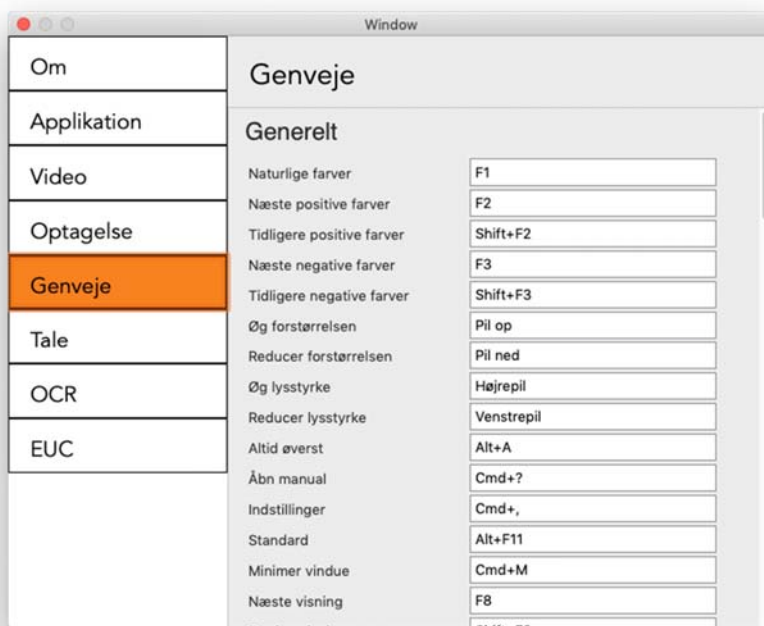 Window
Om
Applikation
Video
Optagelse
Genveje
Tale
OCR
EUC
Genveje
Generelt
Naturlige farver F1
Næste positive farver F2
Tidligere positive farver Shift+F2
Næste negative farver F3
Tidligere negative farver Shift+F3
Øg forstørrelsen Pil op
Reducer forstørrelsen Pil ned
Øg lysstyrke Højrepil
Reducer lysstyrke Venstrepil
Altid øverst Alt+A
Åbn manual Cmd+?
Indstillinger Cmd+,
Standard Alt+F11
Minimer vindue Cmd+M
Næste visning F8